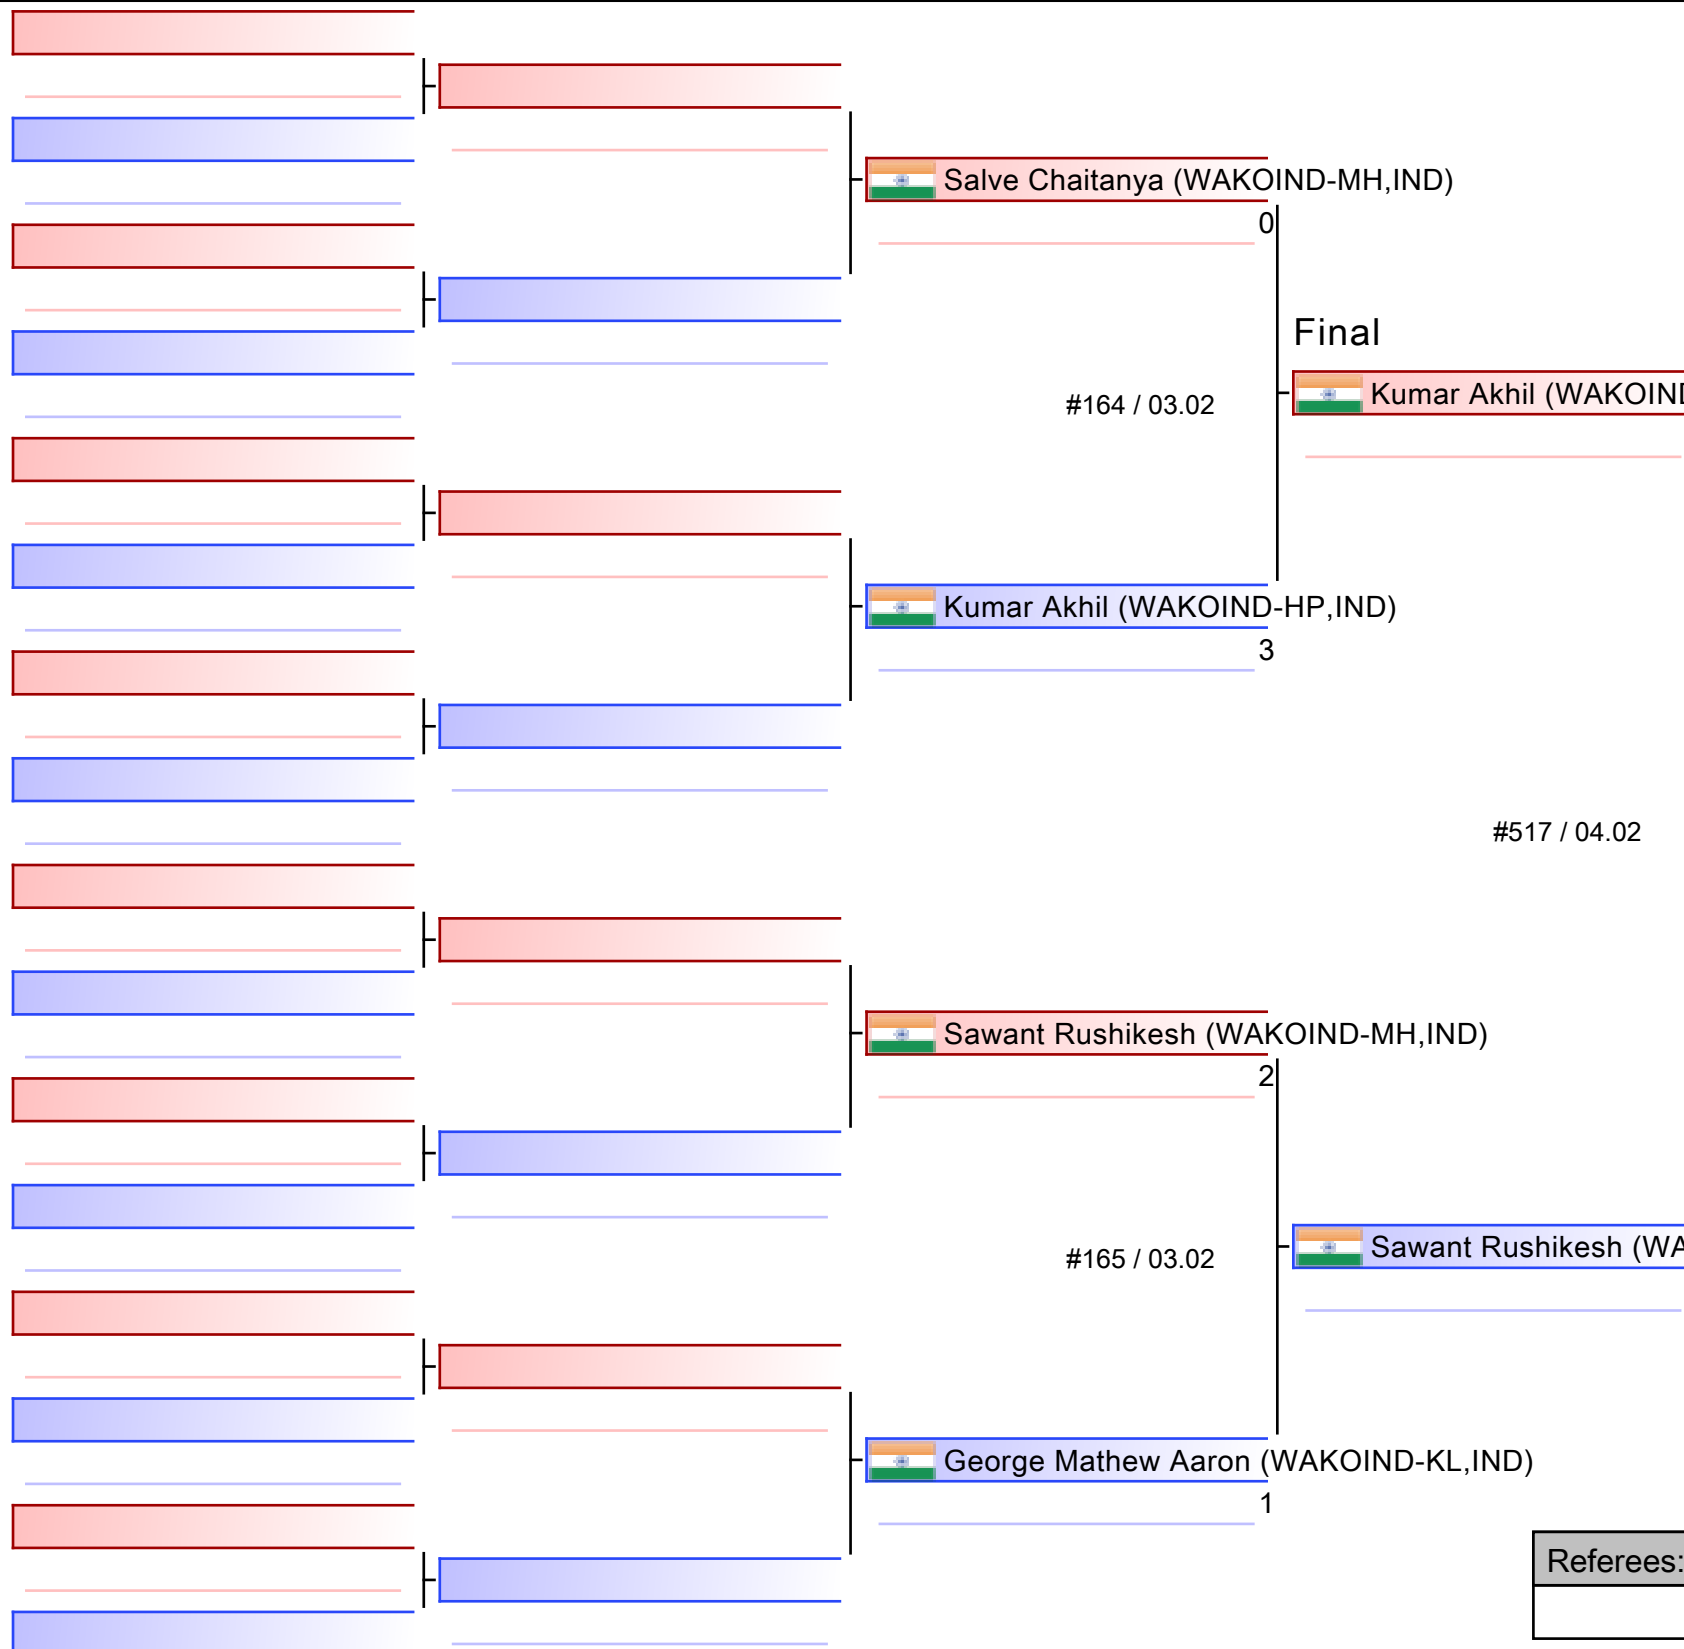 Salve Chaitanya (WAKOIND-MH,IND)
0
Final
Kumar Akhil (WAKOIND
#164 / 03.02
Kumar Akhil (WAKOIND-HP,IND)
3
#517 / 04.02
Sawant Rushikesh (WAKOIND-MH,IND)
2
Sawant Rushikesh (WA
#165 / 03.02
George Mathew Aaron (WAKOIND-KL,IND)
1
Referees: